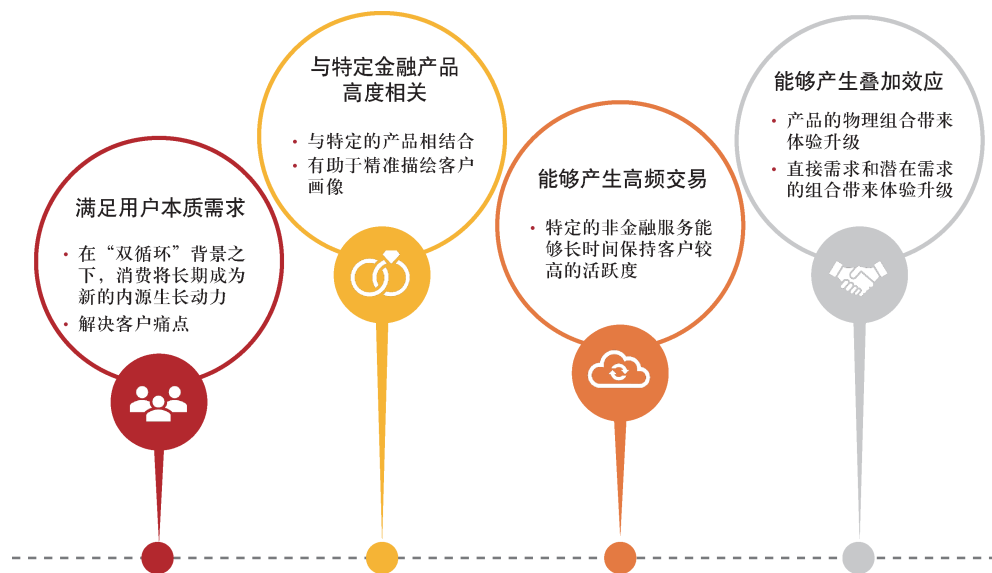 满足用户本质需求
• 在“双循环”背景之
下，消费将长期成为
新的内源生长动力
• 解决客户痛点
与特定金融产品
高度相关
• 与特定的产品相结合
• 有助于精准描绘客户
画像
能够产生高频交易
• 特定的非金融服务能
够长时间保持客户较
高的活跃度
能够产生叠加效应
• 产品的物理组合带来
体验升级
• 直接需求和潜在需求
的组合带来体验升级